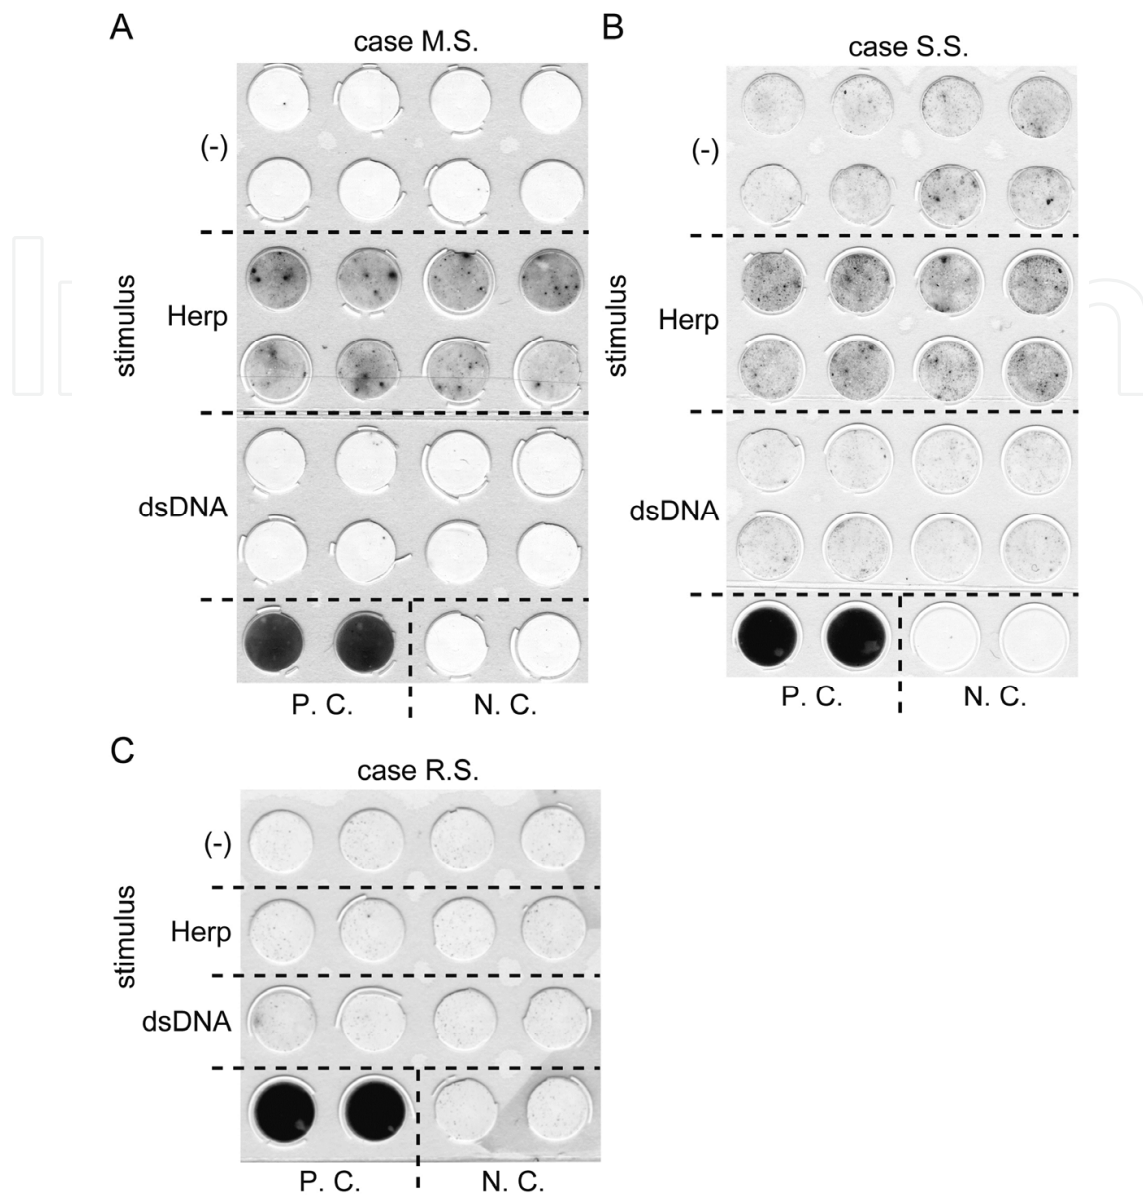 A
case M.S.
(-)
Herp
dsDNA
stimulus
P. C.
N. C.
B
case S.S.
(-)
Herp
dsDNA
stimulus
P. C.
N. C.
C
case R.S.
(-)
Herp
dsDNA
stimulus
P. C.
N. C.